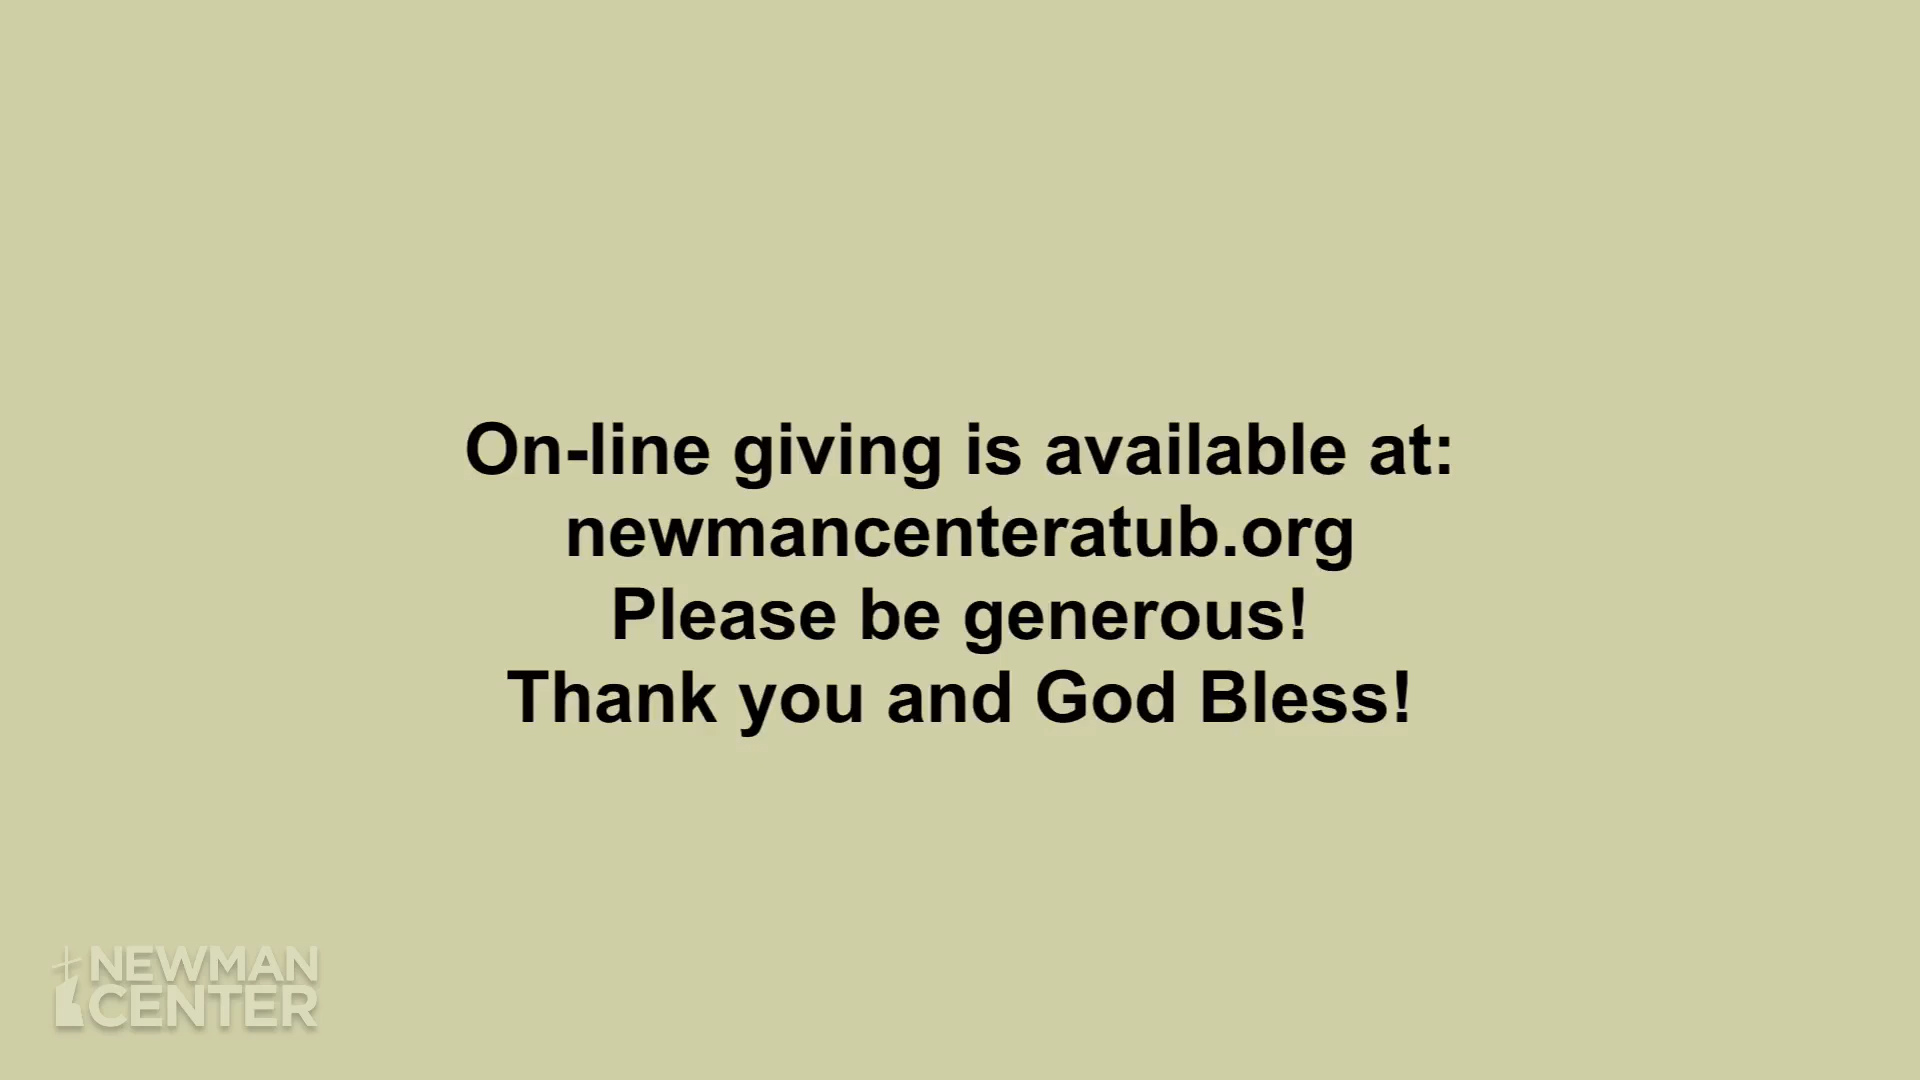 On-line giving is available at:
newmancenteratub.org
Please be generous!
Thank you and God Bless!
NEWMAN
CENTER